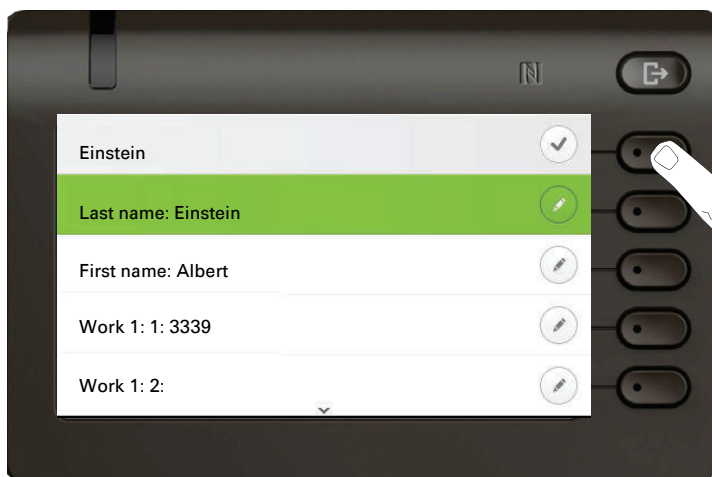 Einstein
Last name: Einstein
First name: Albert
Work 1: 1: 3339
Work 1: 2: